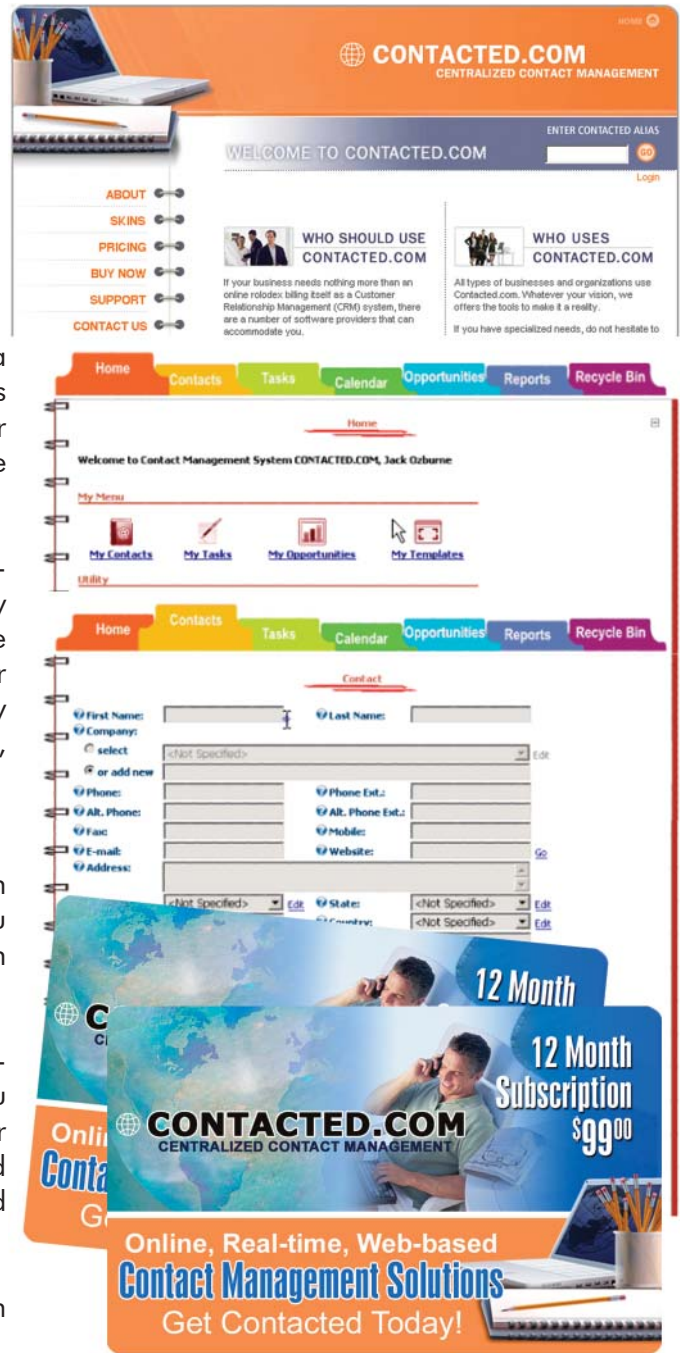 HOME
CONTACTED.COM
CENTRALIZED CONTACT MANAGEMENT
ENTER CONTACTED ALIAS
WELCOME TO CONTACTED.COM
GO
Login
ABOUT
SKINS
PRICING
BUY NOW
SUPPORT
CONTACT US
WHO SHOULD USE
CONTACTED.COM
If your business needs nothing more than an
online rolodex biling itself as a Customer
Relationship Management (CRM) system, there
are a number of software providers that can
accommodate you.
WHO USES
CONTACTED.COM
All types of businesses and organizations use
Contacted.com. Whatever your vision, we
offers the tools to make it a reality.
If you have specialized needs, do not hesitate to
Home Contacts Tasks Calendar Opportunities Reports Recycle Bin
Home
Welcome to Contact Management System CONTACTED.COM, Jack Ozburne
My Menu
My Contacts My Tasks My Opportunities My Templates
Utility
Home Contacts Tasks Calendar Opportunities Reports Recycle Bin
Contact
First Name: Last Name:
Company:
select <Not Specified> Edit
or add new
Phone: Phone Ext.:
Alt. Phone: Alt. Phone Ext.:
Fax: Mobile:
E-mail: Website: Go
Address:
<Not Specified> Edit State: <Not Specified> Edit
Country: <Not Specified> Edit
12 Month
12 Month
Subscription
$9900
CONTACTED.COM
CENTRALIZED CONTACT MANAGEMENT
Online, Real-time, Web-based
Contact Management Solutions
Get Contacted Today!